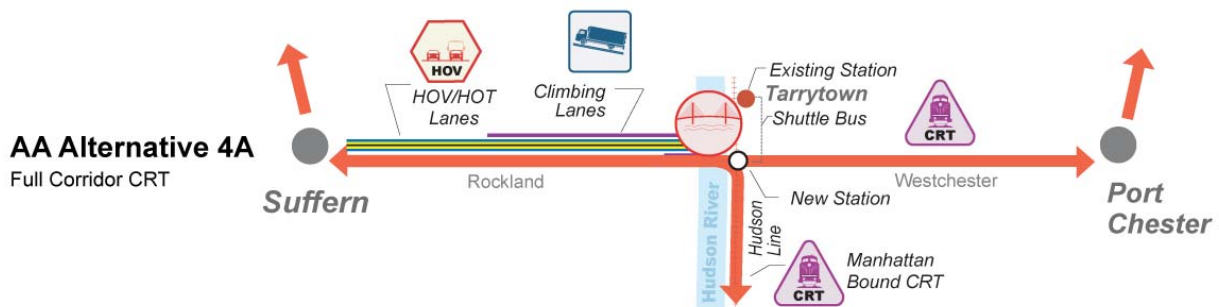 AA Alternative 4A
Full Corridor CRT
Suffern
HOV
HOV/HOT
Lanes
Climbing
Lanes
Existing Station
Tarrytown
Shuttle Bus
CRT
Rockland
Westchester
Port
Chester
New Station
Hudson River
Hudson
Line
Manhattan
Bound CRT
CRT